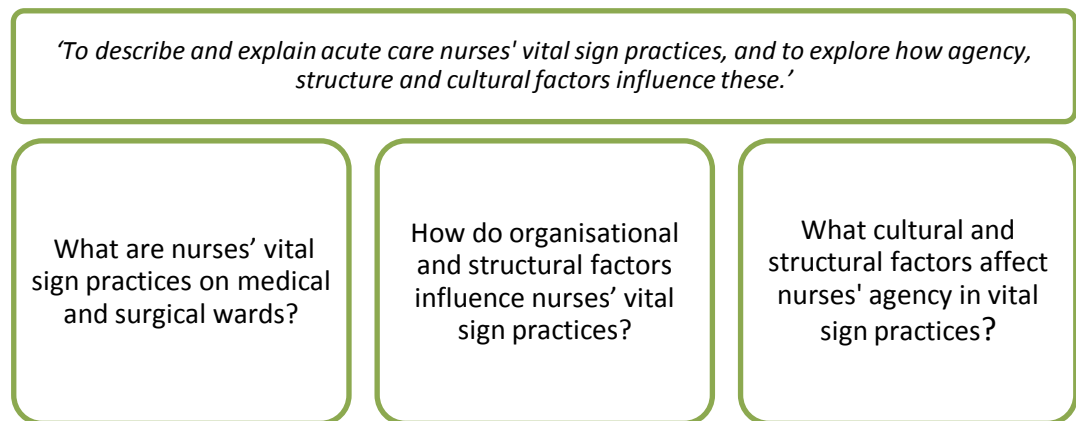 ‘To describe and explain acute care nurses' vital sign practices, and to explore how agency,
structure and cultural factors influence these.’
What are nurses’ vital
sign practices on medical
and surgical wards?
How do organisational
and structural factors
influence nurses’ vital
sign practices?
What cultural and
structural factors affect
nurses' agency in vital
sign practices?